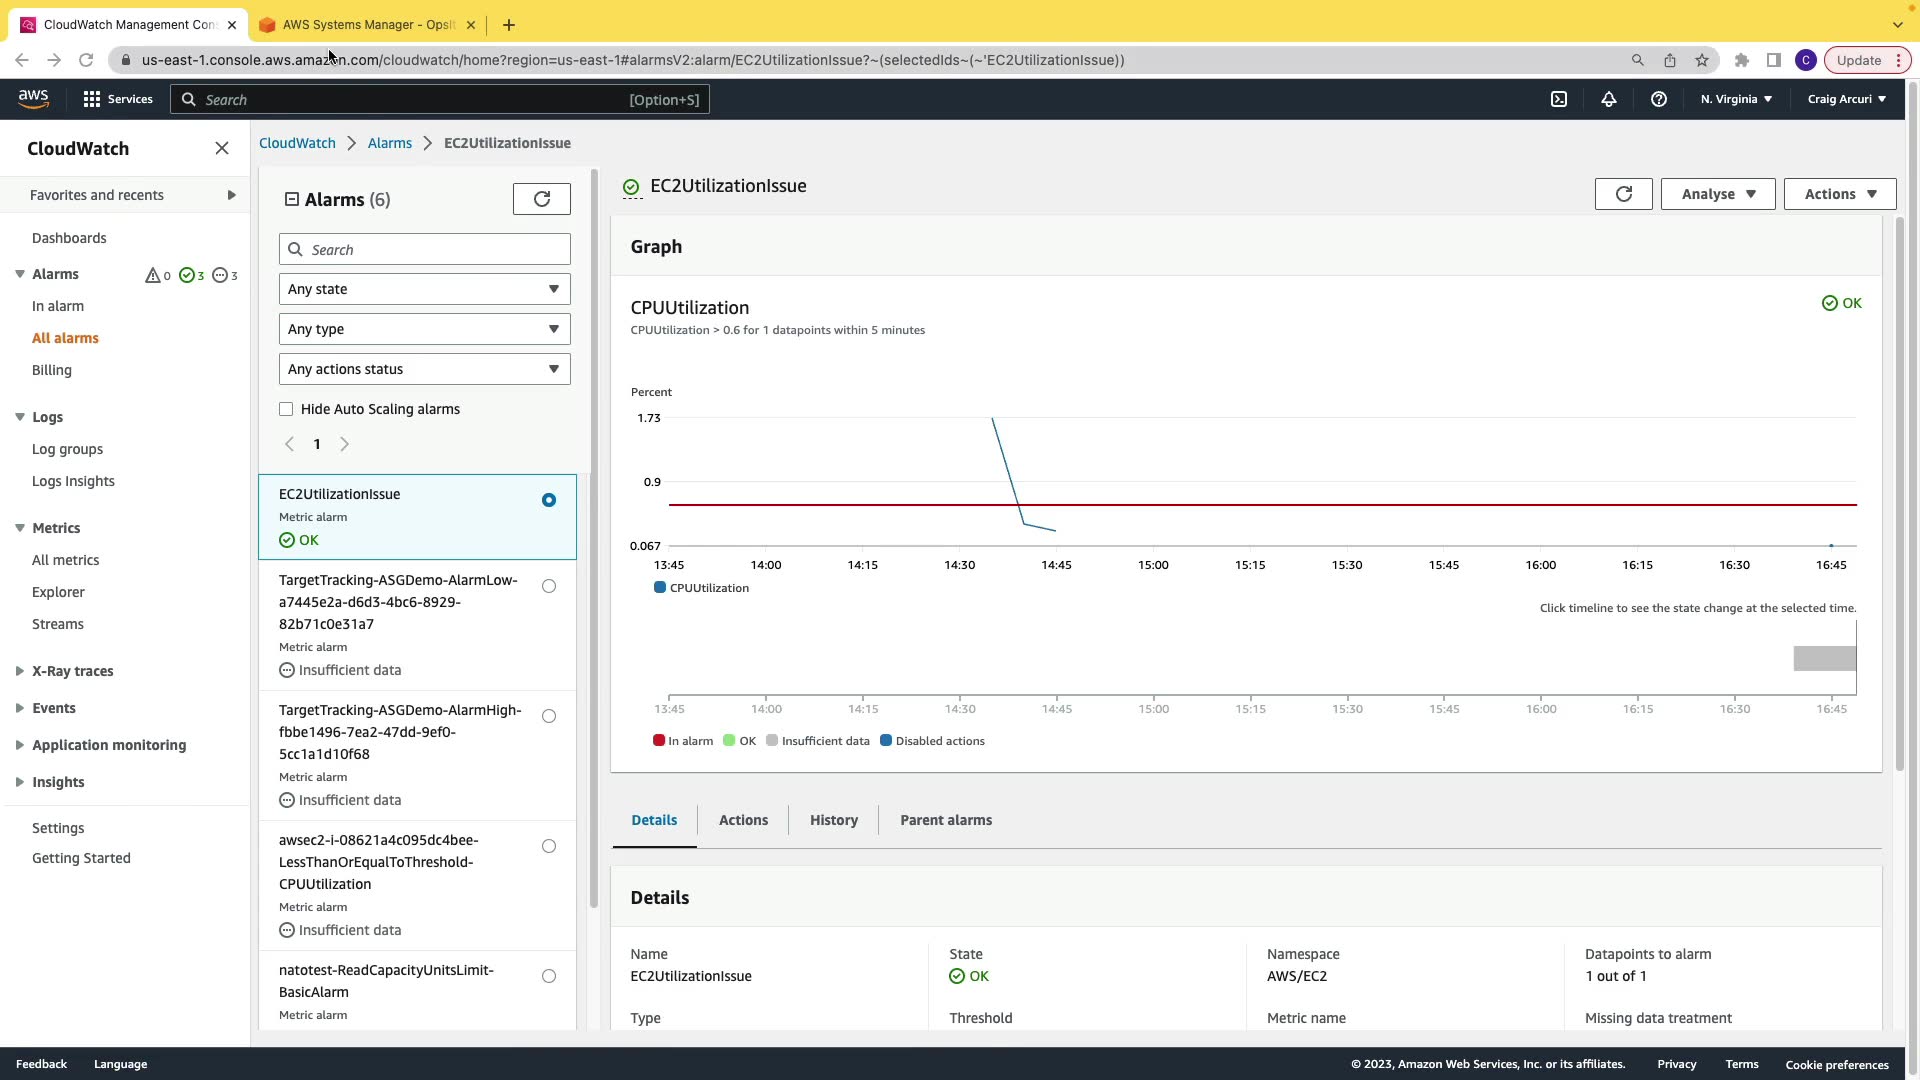 CloudWatch Management Con
AWS Systems Manager - OpsIt
us-east-1.console.aws.amazon.com/cloudwatch/home?region=us-east-1#alarmsV2:alarm/EC2UtilizationIssue?~(selectedIds~(~'EC2UtilizationIssue))
C
Update
aws
Services
Search
[Option+S]
N. Virginia
Craig Arcuri
CloudWatch
Favorites and recents
Dashboards
Alarms
0
3
3
In alarm
All alarms
Billing
Logs
Log groups
Logs Insights
Metrics
All metrics
Explorer
Streams
X-Ray traces
Events
Application monitoring
Insights
Settings
Getting Started
CloudWatch
Alarms
EC2UtilizationIssue
Alarms (6)
Search
Any state
Any type
Any actions status
Hide Auto Scaling alarms
1
EC2UtilizationIssue
Metric alarm
OK
TargetTracking-ASGDemo-AlarmLow-
a7445e2a-d6d3-4bc6-8929-
82b71c0e31a7
Metric alarm
Insufficient data
TargetTracking-ASGDemo-AlarmHigh-
fbbe1496-7ea2-47dd-9ef0-
5cc1a1d10f68
Metric alarm
Insufficient data
awsec2-i-08621a4c095dc4bee-
LessThanOrEqualToThreshold-
CPUUtilization
Metric alarm
Insufficient data
natotest-ReadCapacityUnitsLimit-
BasicAlarm
Metric alarm
EC2UtilizationIssue
Analyse
Actions
Graph
CPUUtilization
OK
CPUUtilization > 0.6 for 1 datapoints within 5 minutes
Percent
1.73
0.9
0.067
13:45 14:00 14:15 14:30 14:45 15:00 15:15 15:30 15:45 16:00 16:15 16:30 16:45
CPUUtilization
Click timeline to see the state change at the selected time.
13:45 14:00 14:15 14:30 14:45 15:00 15:15 15:30 15:45 16:00 16:15 16:30 16:45
In alarm OK Insufficient data Disabled actions
Details
Actions
History
Parent alarms
Details
Name
EC2UtilizationIssue
State
OK
Namespace
AWS/EC2
Datapoints to alarm
1 out of 1
Type
Threshold
Metric name
Missing data treatment
Feedback
Language
© 2023, Amazon Web Services, Inc. or its affiliates.
Privacy
Terms
Cookie preferences